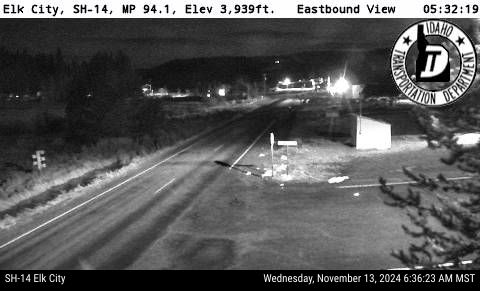 Elk City, SH-14, MP 94.1, Elev 3,939ft. Eastbound View 05:32:19
IDAHO
TRANSPORTATION DEPARTMENT
SH-14 Elk City Wednesday, November 13, 2024 6:36:23 AM MST